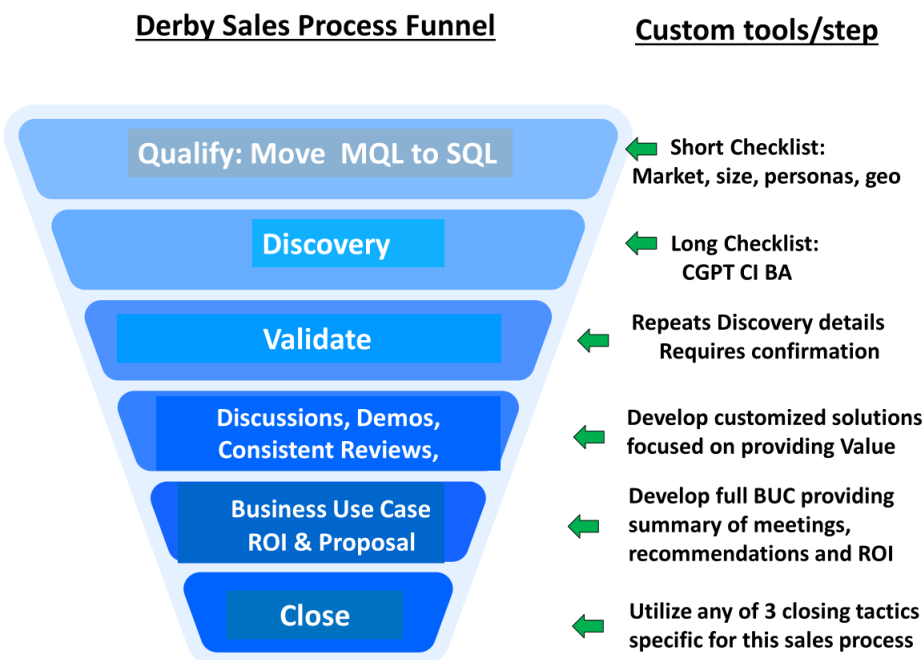 Derby Sales Process Funnel
Custom tools/step
Qualify: Move MQL to SQL
Short Checklist:
Market, size, personas, geo
Discovery
Long Checklist:
CGPT CI BA
Validate
Repeats Discovery details
Requires confirmation
Discussions, Demos,
Consistent Reviews,
Develop customized solutions
focused on providing Value
Business Use Case
ROI & Proposal
Develop full BUC providing
summary of meetings,
recommendations and ROI
Close
Utilize any of 3 closing tactics
specific for this sales process